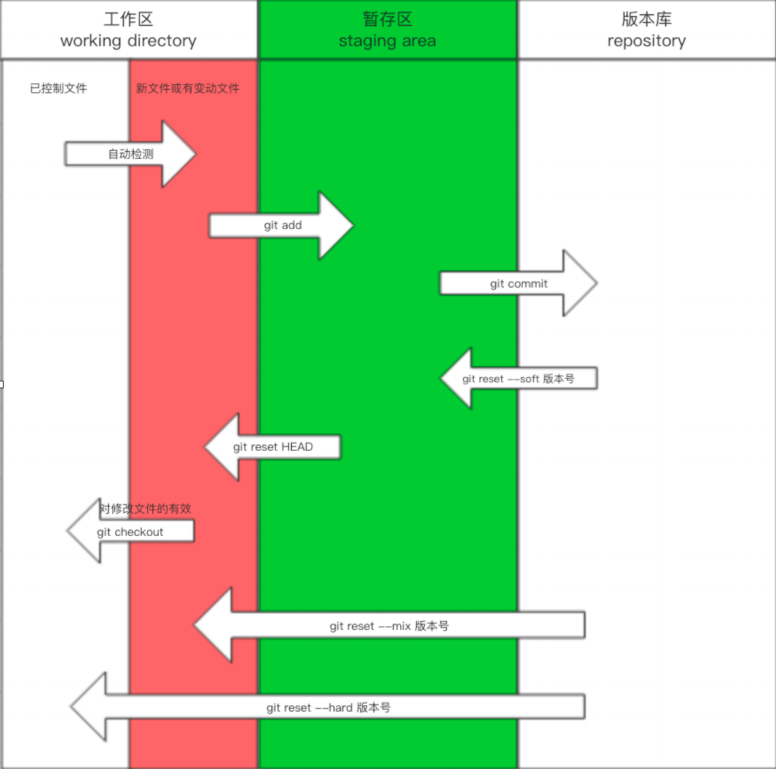 工作区
working directory
暂存区
staging area
版本库
repository
已控制文件
新文件或有变动文件
自动检测
git add
git commit
git reset --soft 版本号
git reset HEAD
对修改文件的有效
git checkout
git reset --mix 版本号
git reset --hard 版本号